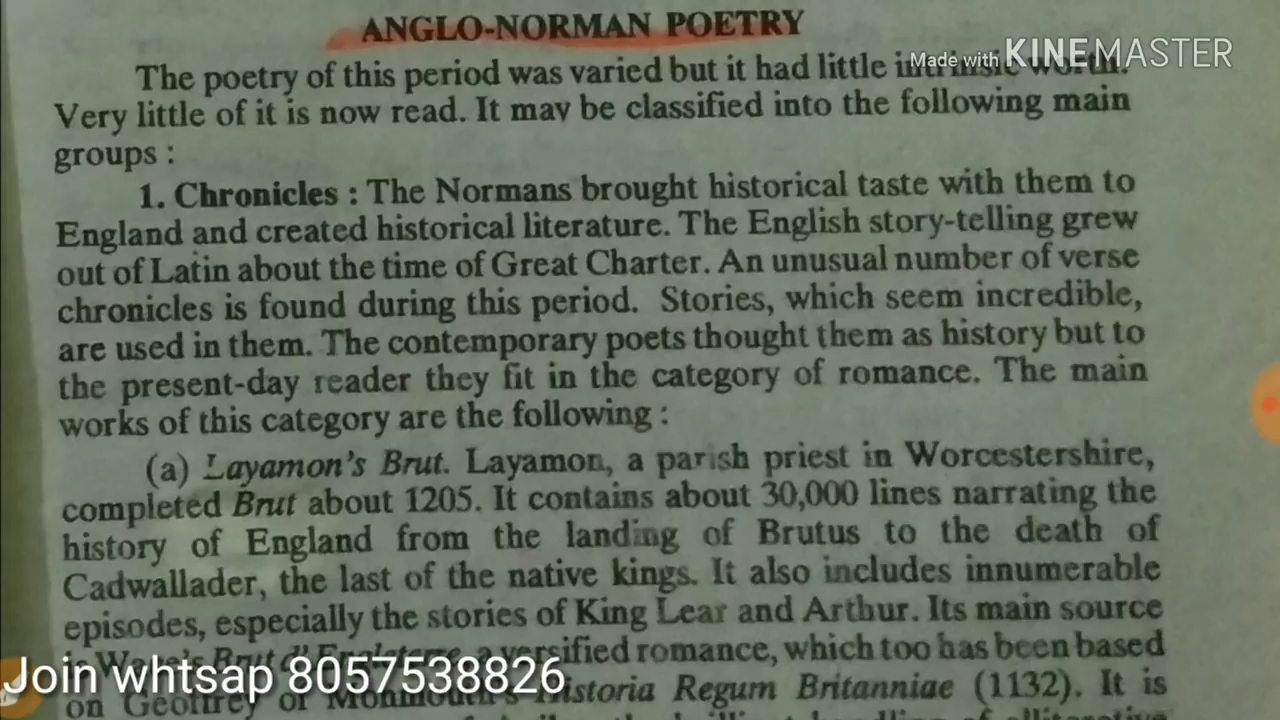 ANGLO-NORMAN POETRY
Made with KINEMASTER
The poetry of this period was varied but it had little intrinsic worth.
Very little of it is now read. It may be classified into the following main
groups :
1. Chronicles : The Normans brought historical taste with them to
England and created historical literature. The English story-telling grew
out of Latin about the time of Great Charter. An unusual number of verse
chronicles is found during this period. Stories, which seem incredible,
are used in them. The contemporary poets thought them as history but to
the present-day reader they fit in the category of romance. The main
works of this category are the following :
(a) Layamon's Brut. Layamon, a parish priest in Worcestershire,
completed Brut about 1205. It contains about 30,000 lines narrating the
history of England from the landing of Brutus to the death of
Cadwallader, the last of the native kings. It also includes innumerable
episodes, especially the stories of King Lear and Arthur. Its main source
Brut a versified romance, which too has been based
on Geoffrey of Monmouth's Historia Regum Britanniae (1132). It is
Join whtsap 8057538826